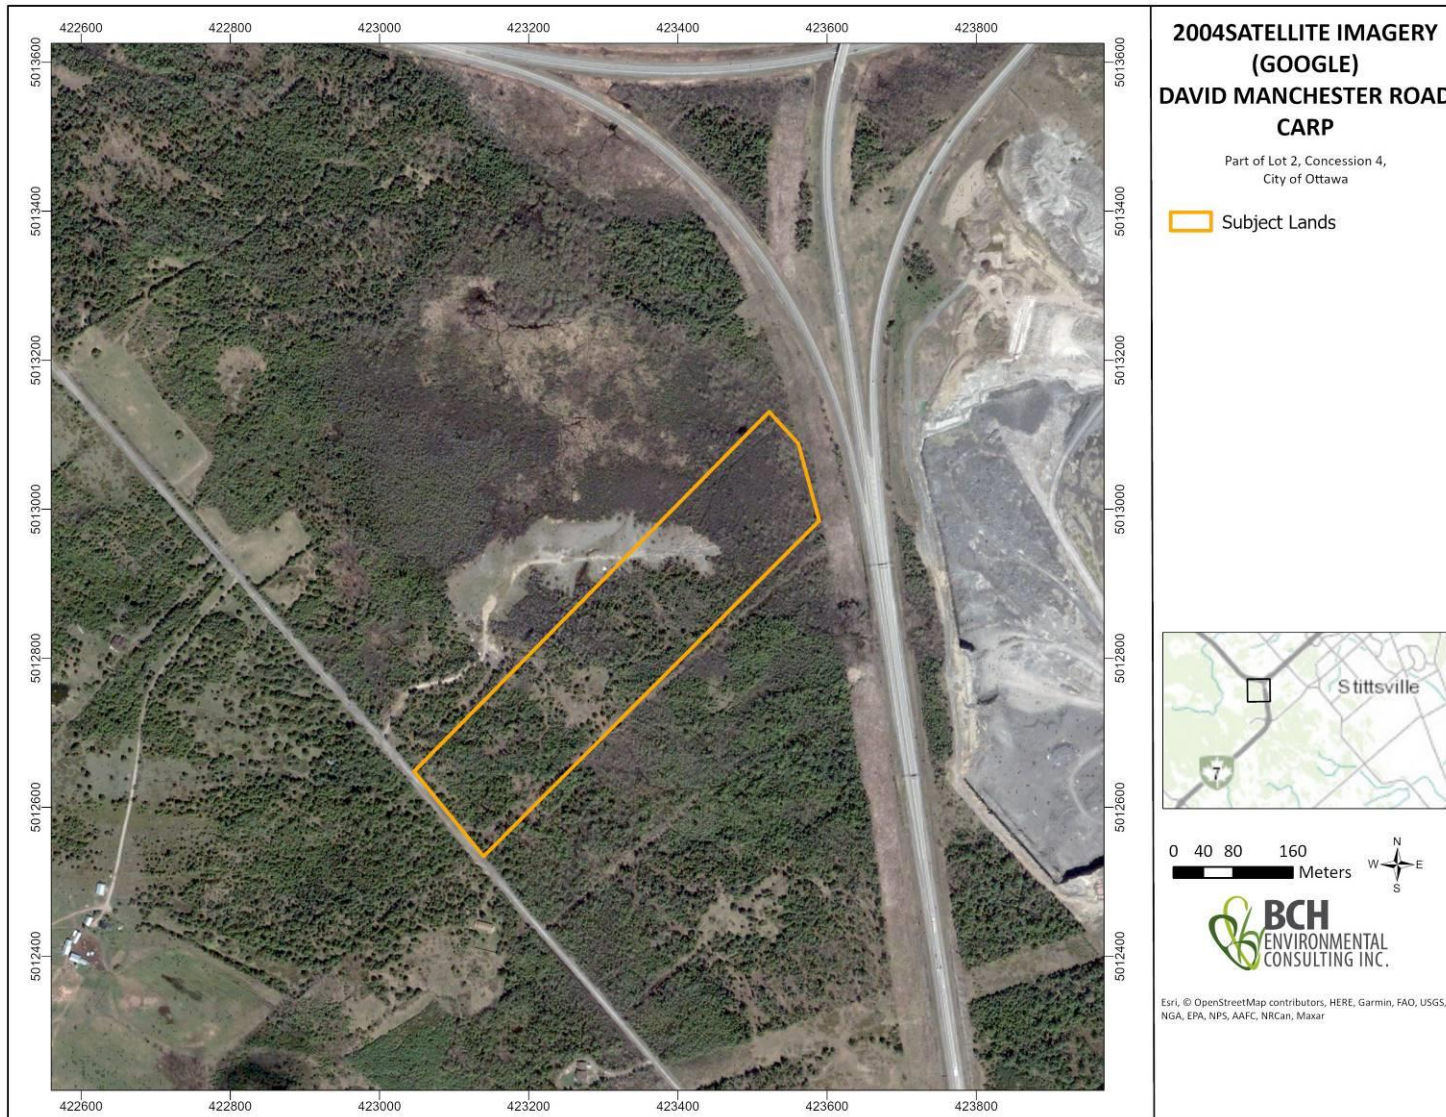 422600 422800 423000 423200 423400 423600 423800
5013600
5013400
5013200
5013000
5012800
5012600
5012400
5013600
5013400
5013200
5013000
5012800
5012600
5012400
422600 422800 423000 423200 423400 423600 423800
2004SATELLITE IMAGERY
(GOOGLE)
DAVID MANCHESTER ROAD
CARP
Part of Lot 2, Concession 4,
City of Ottawa
Subject Lands
Stittsville
7
0 40 80 160
Meters
N
W E
S
BCH
ENVIRONMENTAL
CONSULTING INC.
Esri, © OpenStreetMap contributors, HERE, Garmin, FAO, USGS,
NGA, EPA, NPS, AAFC, NRCan, Maxar